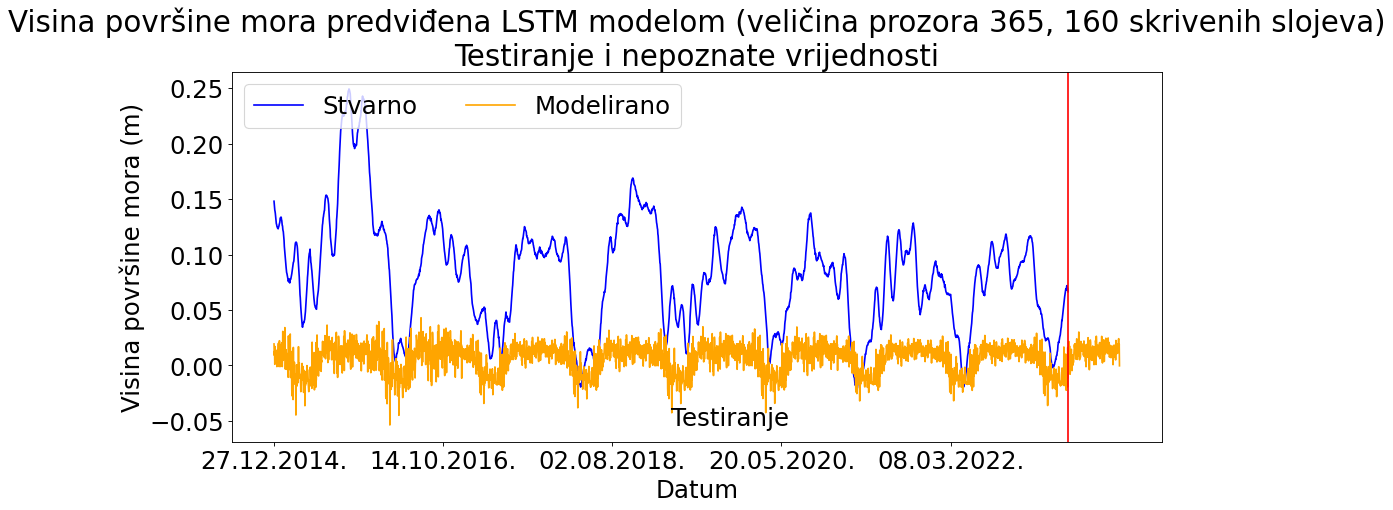 Visina površine mora predviđena LSTM modelom (veličina prozora 365, 160 skrivenih slojeva)
Testiranje i nepoznate vrijednosti
Stvarno
Modelirano
Visina površine mora (m)
0.25
0.20
0.15
0.10
0.05
0.00
−0.05
Testiranje
27.12.2014.
14.10.2016.
02.08.2018.
20.05.2020.
08.03.2022.
Datum